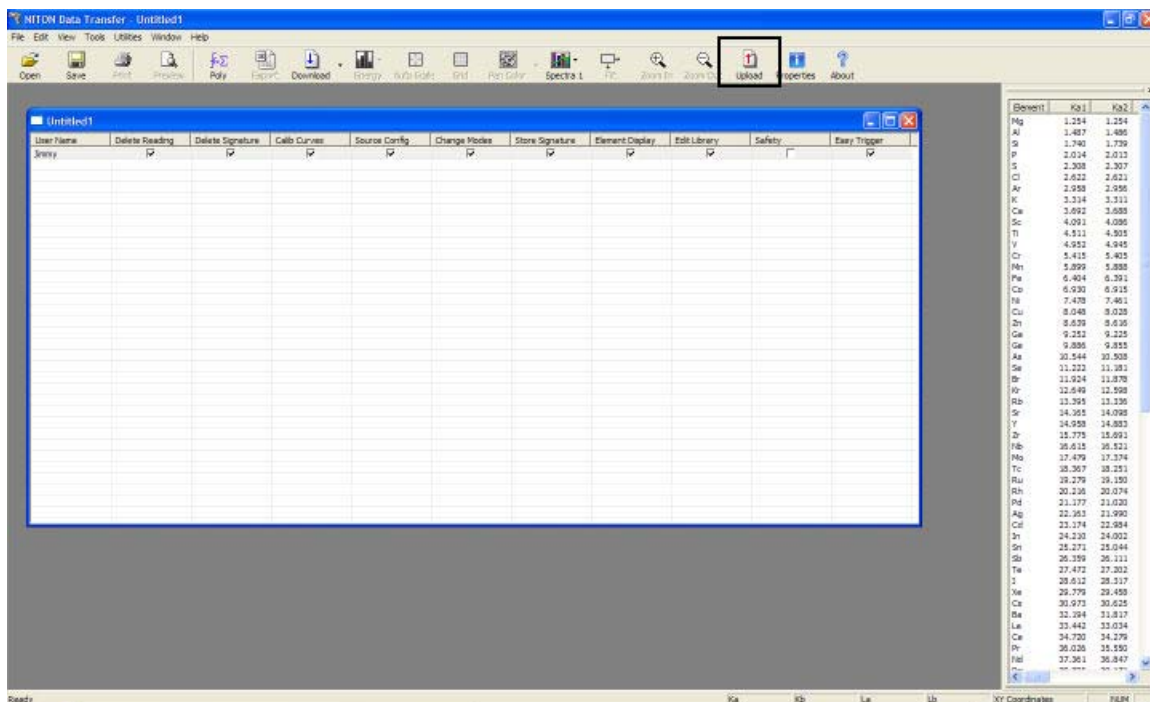 NITON Data Transfer - Untitled1
File Edit View Tools Utilities Window Help
Open Save Print Preview Poly Export Download Energy Auto Scale Grid Pen Color Spectra 1 Fit Zoom In Zoom Out Upload Properties About
Untitled1
User Name Delete Reading Delete Signature Calib Curves Source Config Change Modes Store Signature Element Display Edit Library Safety Easy Trigger
Jimmy
Element Ka1 Ka2
Mg 1.254 1.254
Al 1.487 1.486
Si 1.740 1.739
P 2.014 2.013
S 2.308 2.307
Cl 2.622 2.621
Ar 2.958 2.956
K 3.314 3.311
Ca 3.692 3.688
Sc 4.091 4.086
Ti 4.511 4.505
V 4.952 4.945
Cr 5.415 5.405
Mn 5.899 5.888
Fe 6.404 6.391
Co 6.930 6.915
Ni 7.478 7.461
Cu 8.048 8.028
Zn 8.639 8.616
Ga 9.252 9.225
Ge 9.886 9.855
As 10.544 10.508
Se 11.222 11.181
Br 11.924 11.878
Kr 12.649 12.598
Rb 13.395 13.336
Sr 14.165 14.098
Y 14.958 14.883
Zr 15.775 15.691
Nb 16.615 16.521
Mo 17.479 17.374
Tc 18.367 18.251
Ru 19.279 19.150
Rh 20.216 20.074
Pd 21.177 21.020
Ag 22.163 21.990
Cd 23.174 22.984
In 24.210 24.002
Sn 25.271 25.044
Sb 26.359 26.111
Te 27.472 27.202
I 28.612 28.317
Xe 29.779 29.458
Cs 30.973 30.625
Ba 32.194 31.817
La 33.442 33.034
Ce 34.720 34.279
Pr 36.026 35.550
Nd 37.361 36.847
Ready Ka Kb La Lb XY Coordinates NUM